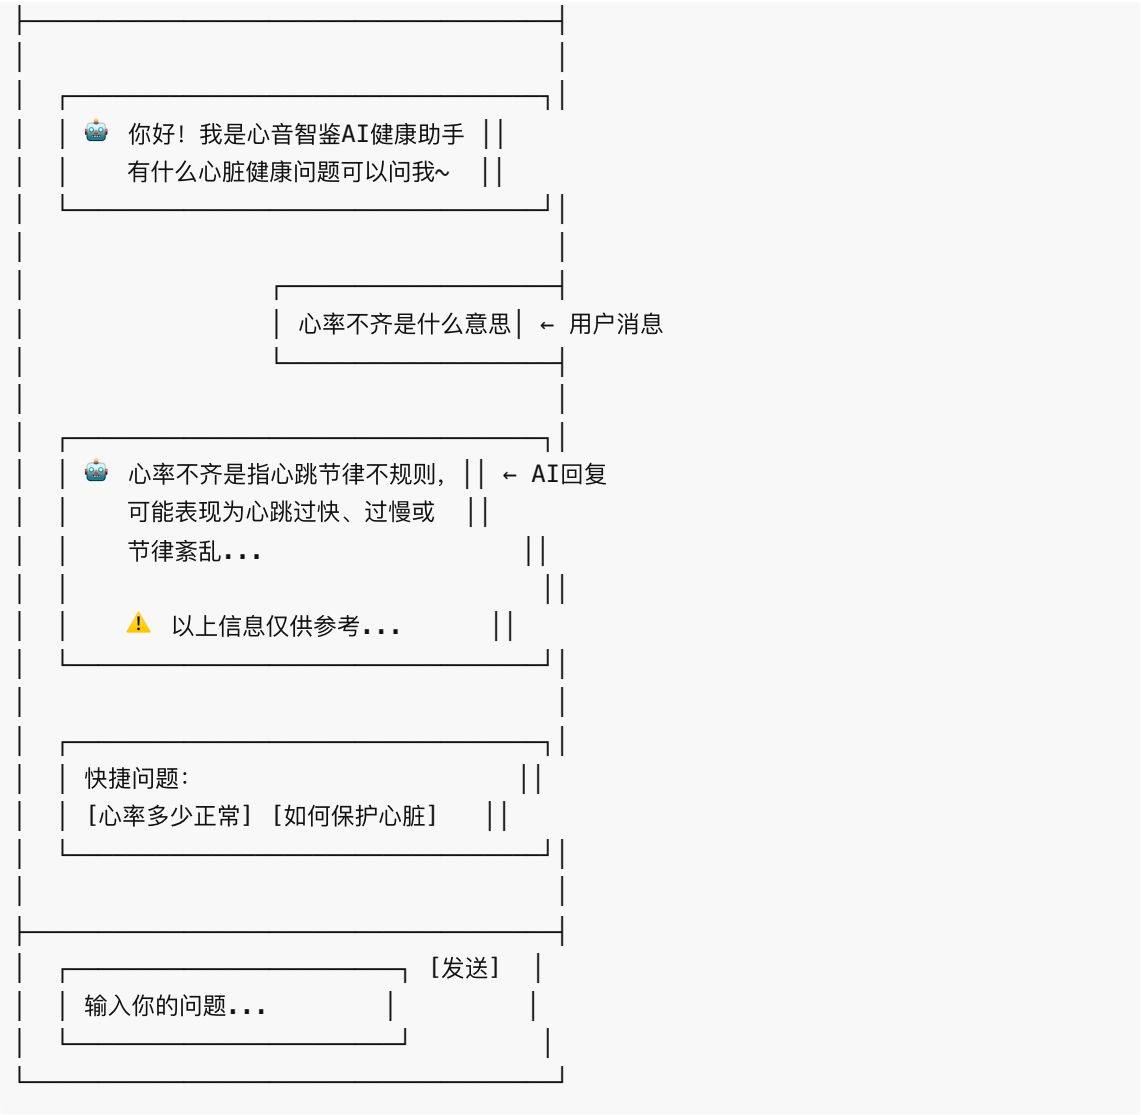 🤖 你好！我是心音智鉴AI健康助手
有什么心脏健康问题可以问我~
心率不齐是什么意思 ← 用户消息
🤖 心率不齐是指心跳节律不规则， ← AI回复
可能表现为心跳过快、过慢或
节律紊乱...
⚠️ 以上信息仅供参考...
快捷问题：
[心率多少正常] [如何保护心脏]
[发送]
输入你的问题...